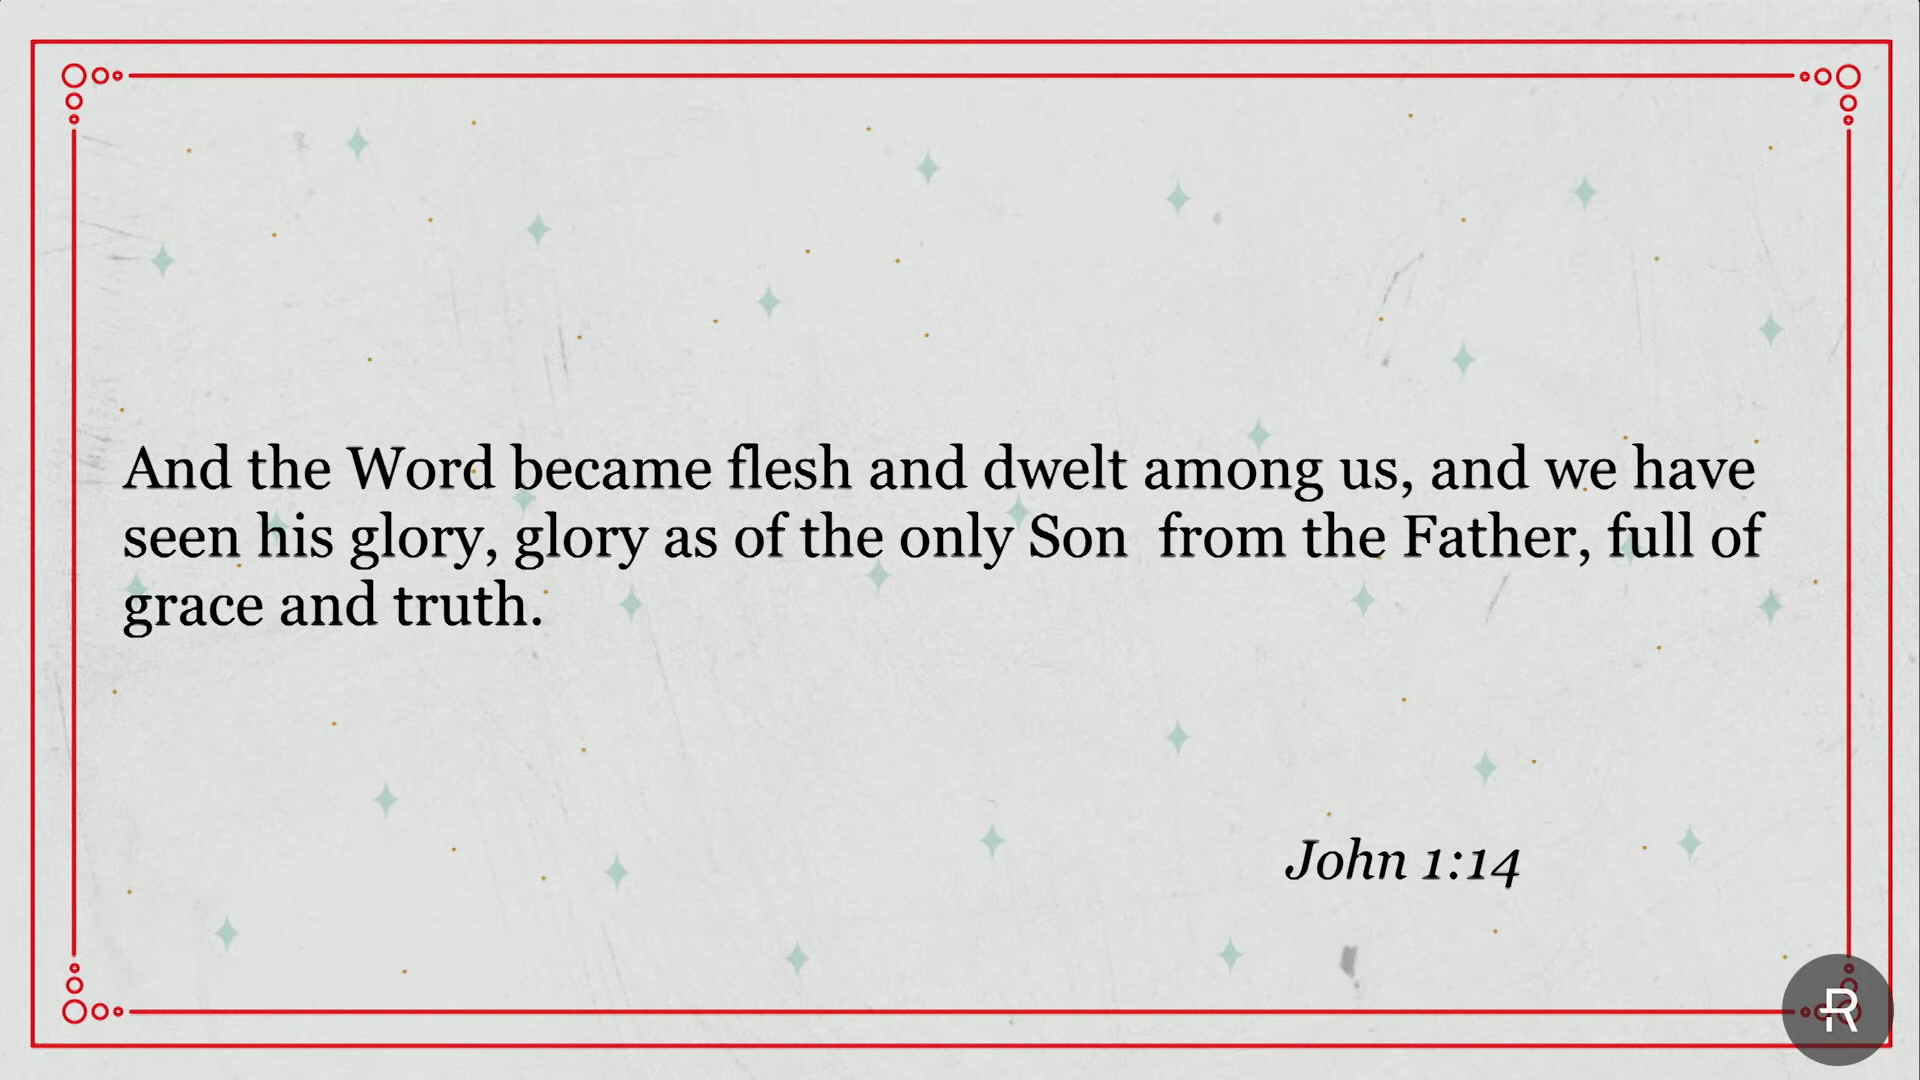 And the Word became flesh and dwelt among us, and we have
seen his glory, glory as of the only Son  from the Father, full of
grace and truth.
John 1:14
R